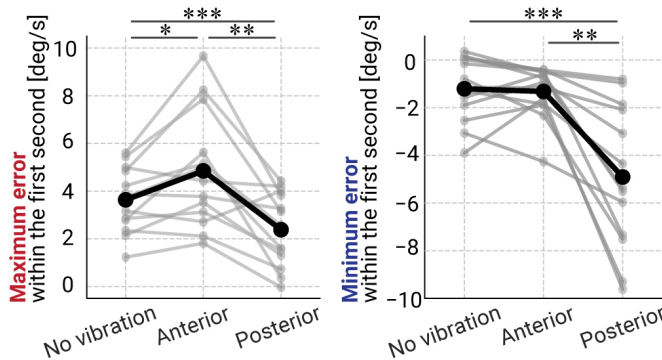 ***
* **
10
8
6
4
2
0
Maximum error
within the first second [deg/s]
No vibration Anterior Posterior
***
**
0
−2
−4
−6
−8
−10
Minimum error
within the first second [deg/s]
No vibration Anterior Posterior